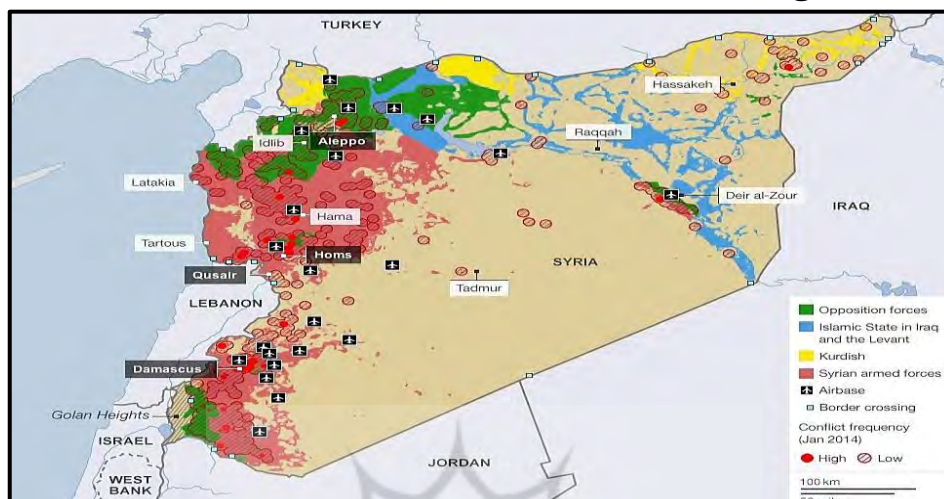 TURKEY
Hassakeh
Aleppo
Idlib
Raqqah
Latakia
Deir al-Zour
Hama
IRAQ
Tartous
Homs
SYRIA
Qusair
Tadmur
LEBANON
Opposition forces
Islamic State in Iraq
and the Levant
Kurdish
Syrian armed forces
Damascus
Airbase
Border crossing
Golan Heights
Conflict frequency
(Jan 2014)
ISRAEL
High Low
JORDAN
WEST
BANK
100 km